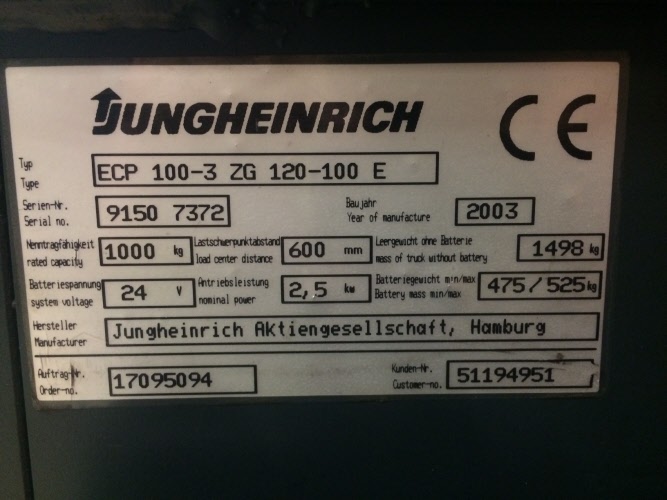 JUNGHEINRICH CE
Typ
Type
ECP 100-3 ZG 120-100 E
Serien-Nr.
Serial no.
9150 7372
Baujahr
Year of manufacture
2003
Nenntragfähigkeit
rated capacity
1000 kg
Lastschwerpunktabstand
load center distance
600 mm
Leergewicht ohne Batterie
mass of truck without battery
1498 kg
Batteriespannung
system voltage
24 V
Antriebsleistung
nominal power
2,5 kw
Batteriegewicht min/max
Battery mass min/max
475/525 kg
Hersteller
Manufacturer
Jungheinrich Aktiengesellschaft, Hamburg
Auftrag-Nr.
Order-no.
17095094
Kunden-Nr.
Customer-no.
51194951